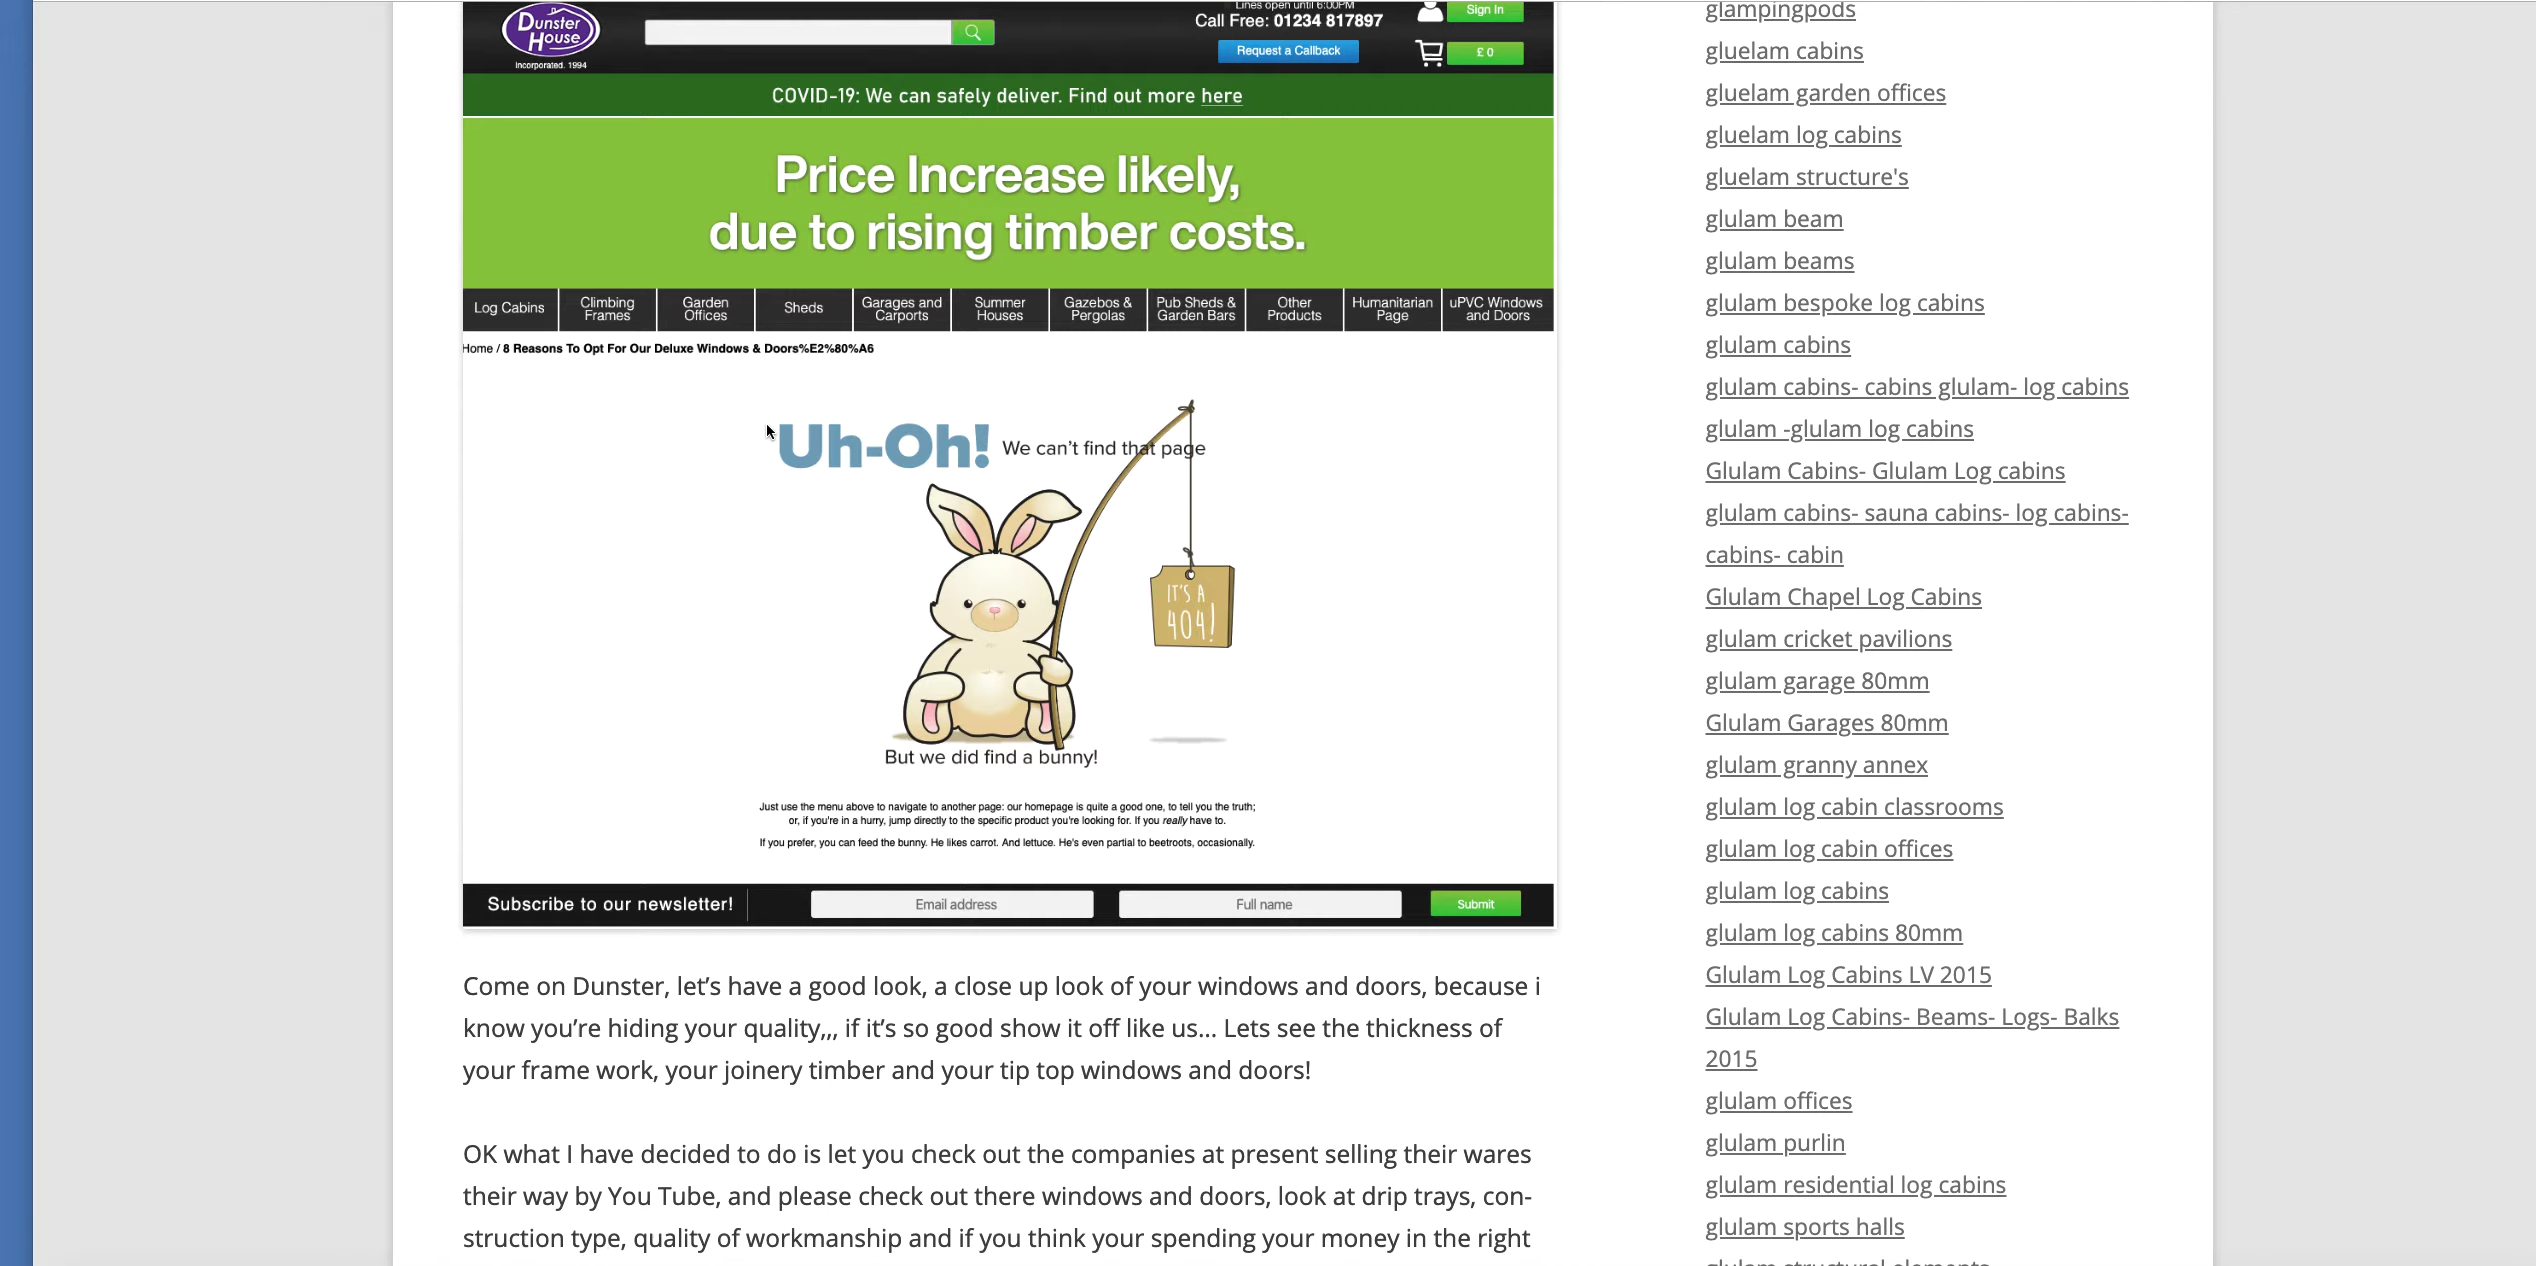 Dunster
House
Incorporated. 1994
Lines open until 6:00PM
Call Free: 01234 817897
Request a Callback
Sign In
£ 0
COVID-19: We can safely deliver. Find out more here
Price Increase likely,
due to rising timber costs.
Log Cabins
Climbing
Frames
Garden
Offices
Sheds
Garages and
Carports
Summer
Houses
Gazebos &
Pergolas
Pub Sheds &
Garden Bars
Other
Products
Humanitarian
Page
uPVC Windows
and Doors
Home / 8 Reasons To Opt For Our Deluxe Windows & Doors%E2%80%A6
Uh-Oh! We can't find that page
IT'S A
404!
But we did find a bunny!
Just use the menu above to navigate to another page: our homepage is quite a good one, to tell you the truth;
or, if you're in a hurry, jump directly to the specific product you're looking for. If you really have to.
If you prefer, you can feed the bunny. He likes carrot. And lettuce. He's even partial to beetroots, occasionally.
Subscribe to our newsletter!
Email address
Full name
Submit
Come on Dunster, let’s have a good look, a close up look of your windows and doors, because i
know you’re hiding your quality,,, if it’s so good show it off like us… Lets see the thickness of
your frame work, your joinery timber and your tip top windows and doors!
OK what I have decided to do is let you check out the companies at present selling their wares
their way by You Tube, and please check out there windows and doors, look at drip trays, con-
struction type, quality of workmanship and if you think your spending your money in the right
glampingpods
gluelam cabins
gluelam garden offices
gluelam log cabins
gluelam structure's
glulam beam
glulam beams
glulam bespoke log cabins
glulam cabins
glulam cabins- cabins glulam- log cabins
glulam -glulam log cabins
Glulam Cabins- Glulam Log cabins
glulam cabins- sauna cabins- log cabins-
cabins- cabin
Glulam Chapel Log Cabins
glulam cricket pavilions
glulam garage 80mm
Glulam Garages 80mm
glulam granny annex
glulam log cabin classrooms
glulam log cabin offices
glulam log cabins
glulam log cabins 80mm
Glulam Log Cabins LV 2015
Glulam Log Cabins- Beams- Logs- Balks
2015
glulam offices
glulam purlin
glulam residential log cabins
glulam sports halls
glulam structural elements